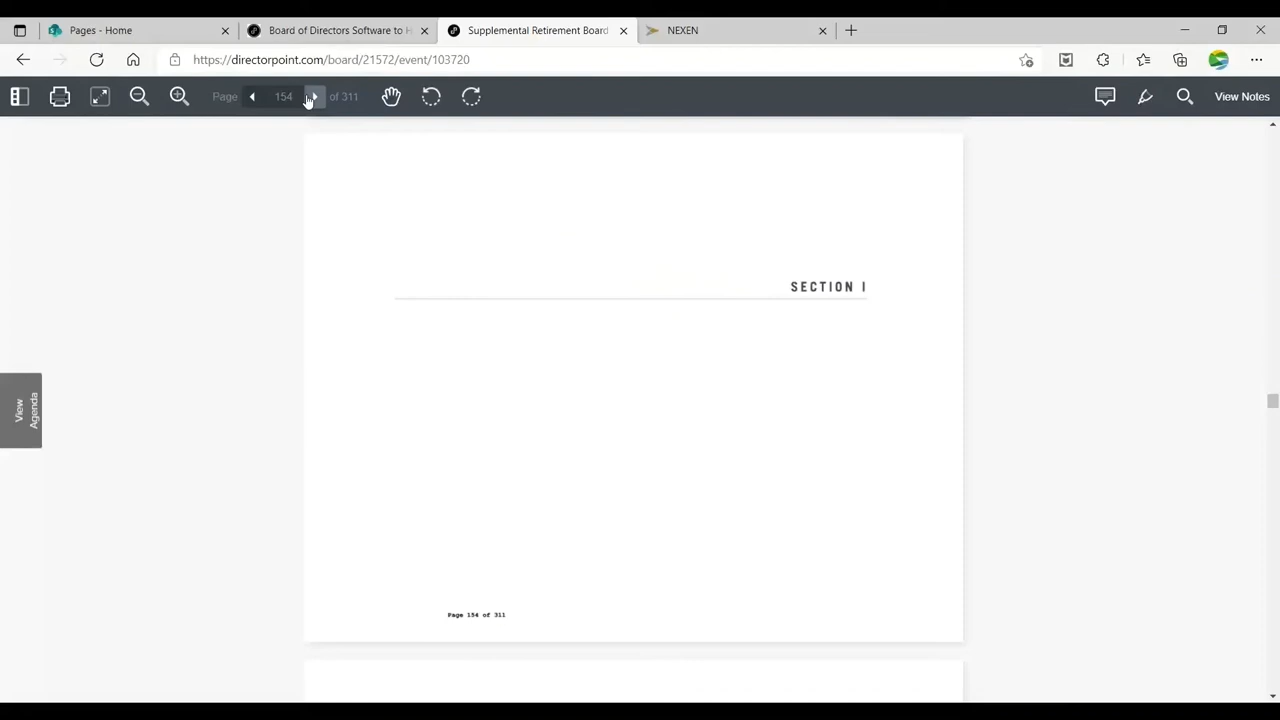 Pages - Home
Board of Directors Software to H
Supplemental Retirement Board
NEXEN
https://directorpoint.com/board/21572/event/103720
Page 154 of 311
View Notes
SECTION I
View
Agenda
Page 154 of 311